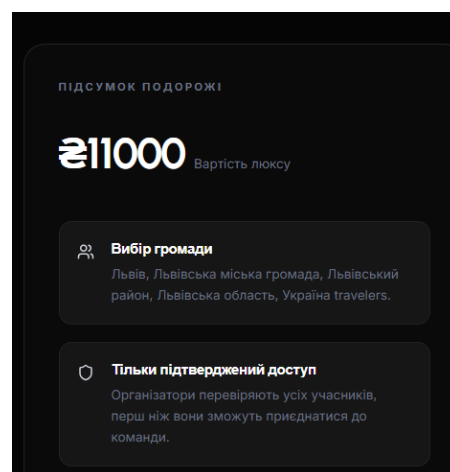 ПІДСУМОК ПОДОРОЖІ
₴11000 Вартість люксу
Вибір громади
Львів, Львівська міська громада, Львівський
район, Львівська область, Україна travelers.
Тільки підтверджений доступ
Організатори перевіряють усіх учасників,
перш ніж вони зможуть приєднатися до
команди.